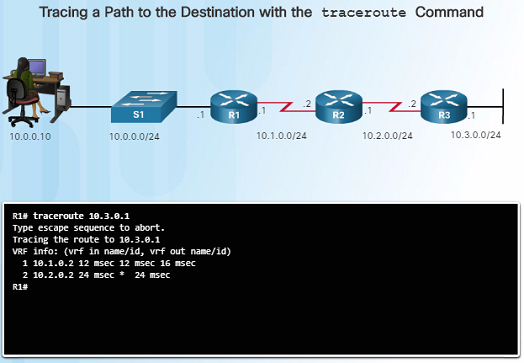 Tracing a Path to the Destination with the traceroute Command
S1
R1
R2
R3
.1
.1
.2
.1
.2
.1
10.0.0.10
10.0.0.0/24
10.1.0.0/24
10.2.0.0/24
10.3.0.0/24
R1# traceroute 10.3.0.1
Type escape sequence to abort.
Tracing the route to 10.3.0.1
VRF info: (vrf in name/id, vrf out name/id)
1 10.1.0.2 12 msec 12 msec 16 msec
2 10.2.0.2 24 msec * 24 msec
R1#